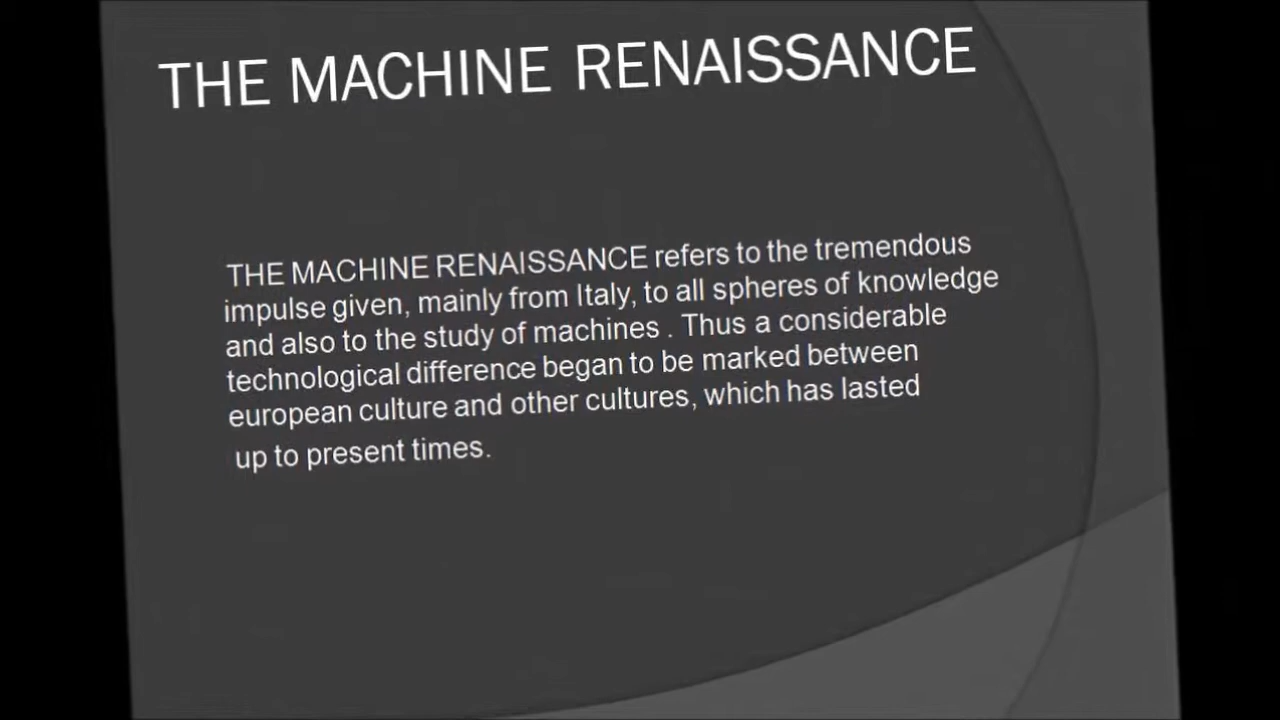 THE MACHINE RENAISSANCE
THE MACHINE RENAISSANCE refers to the tremendous
impulse given, mainly from Italy, to all spheres of knowledge
and also to the study of machines . Thus a considerable
technological difference began to be marked between
european culture and other cultures, which has lasted
up to present times.